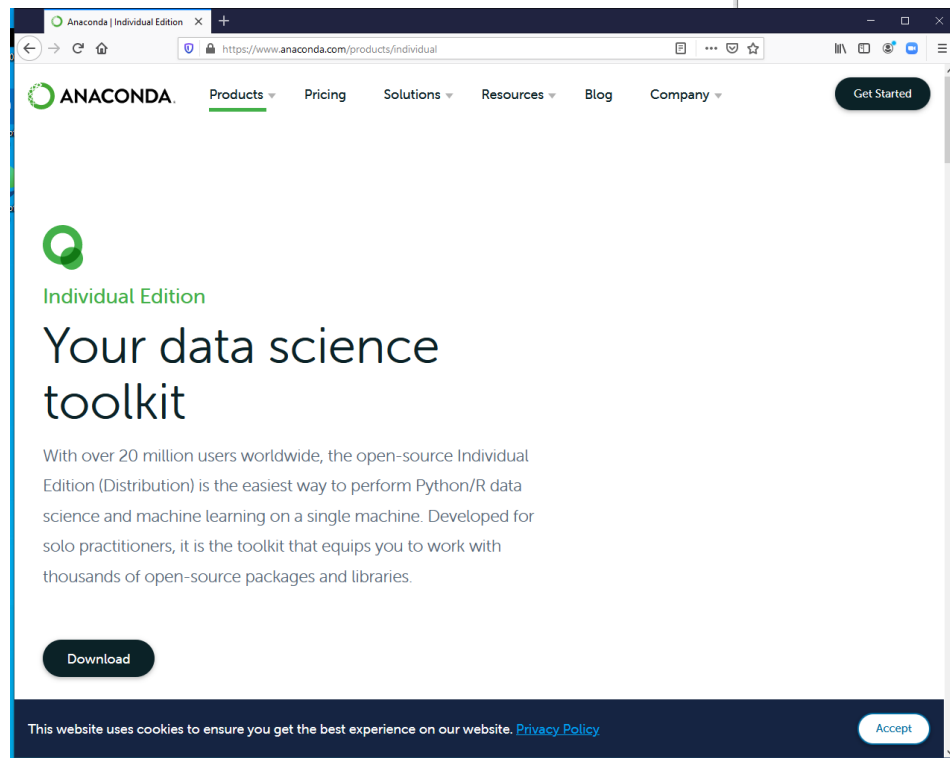 Anaconda | Individual Edition
https://www.anaconda.com/products/individual
ANACONDA.
Products
Pricing
Solutions
Resources
Blog
Company
Get Started
Individual Edition
Your data science
toolkit
With over 20 million users worldwide, the open-source Individual
Edition (Distribution) is the easiest way to perform Python/R data
science and machine learning on a single machine. Developed for
solo practitioners, it is the toolkit that equips you to work with
thousands of open-source packages and libraries.
Download
This website uses cookies to ensure you get the best experience on our website. Privacy Policy
Accept